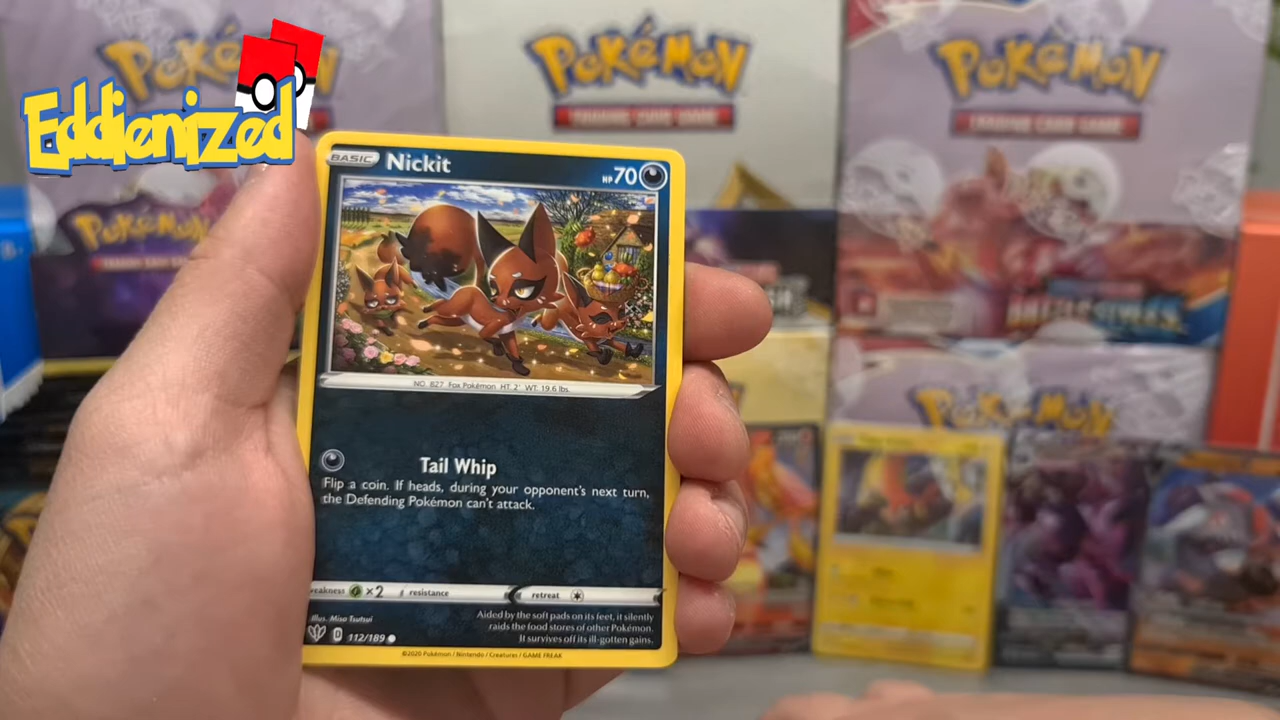 Eddienized
Pokémon
Pokémon
TRADING CARD GAME
Pokémon
TRADING CARD GAME
Pokémon
BATTLE STYLES
Pokémon
BASIC Nickit HP 70
NO. 827 Fox Pokémon HT. 2' WT. 19.6 lbs.
Tail Whip
Flip a coin. If heads, during your opponent's next turn,
the Defending Pokémon can't attack.
weakness ×2 resistance retreat
Illus. Misa Tsutsui
D 112/189
Aided by the soft pads on its feet, it silently
raids the food stores of other Pokémon.
It survives off its ill-gotten gains.
©2020 Pokémon / Nintendo / Creatures / GAME FREAK